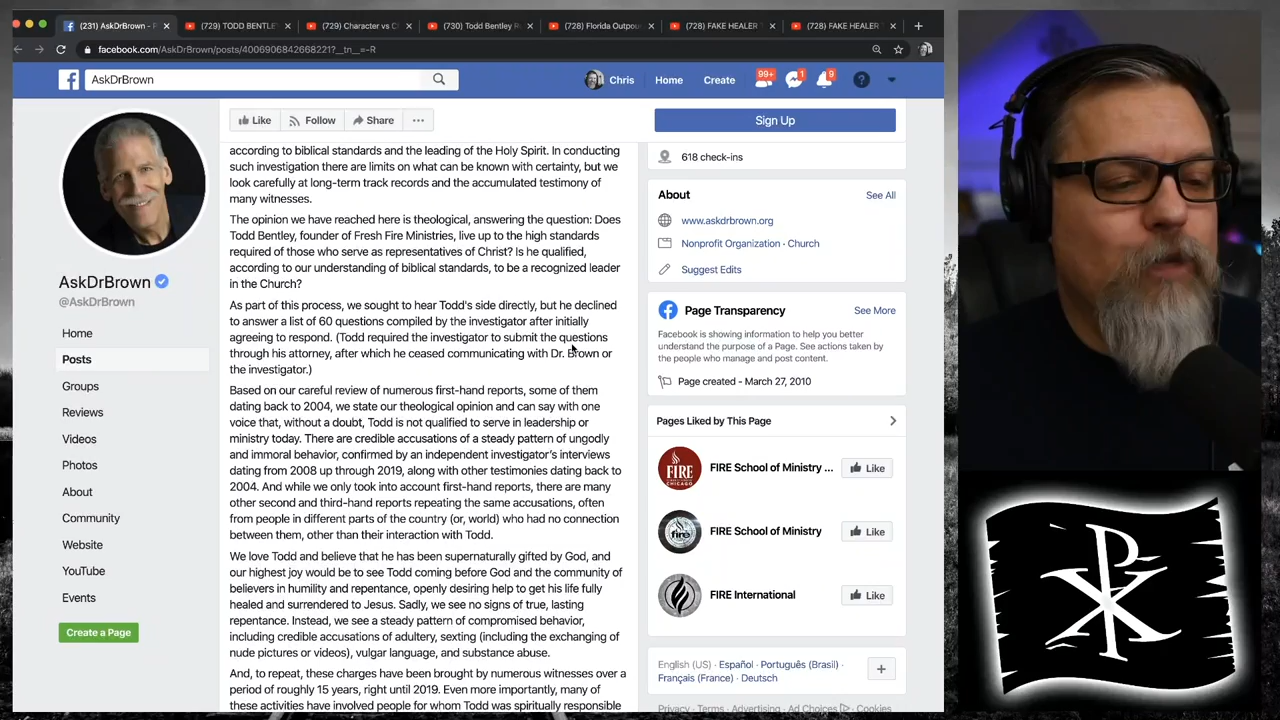 (231) AskDrBrown - P
(729) TODD BENTLE
(729) Character vs C
(730) Todd Bentley R
(728) Florida Outpou
(728) FAKE HEALER
(728) FAKE HEALER
facebook.com/AskDrBrown/posts/4006906842668221?__tn__=-R
AskDrBrown
Chris
Home
Create
99+
1
9
Like
Follow
Share
Sign Up
according to biblical standards and the leading of the Holy Spirit. In conducting
such investigation there are limits on what can be known with certainty, but we
look carefully at long-term track records and the accumulated testimony of
many witnesses.
The opinion we have reached here is theological, answering the question: Does
Todd Bentley, founder of Fresh Fire Ministries, live up to the high standards
required of those who serve as representatives of Christ? Is he qualified,
according to our understanding of biblical standards, to be a recognized leader
in the Church?
As part of this process, we sought to hear Todd's side directly, but he declined
to answer a list of 60 questions compiled by the investigator after initially
agreeing to respond. (Todd required the investigator to submit the questions
through his attorney, after which he ceased communicating with Dr. Brown or
the investigator.)
Based on our careful review of numerous first-hand reports, some of them
dating back to 2004, we state our theological opinion and can say with one
voice that, without a doubt, Todd is not qualified to serve in leadership or
ministry today. There are credible accusations of a steady pattern of ungodly
and immoral behavior, confirmed by an independent investigator's interviews
dating from 2008 up through 2019, along with other testimonies dating back to
2004. And while we only took into account first-hand reports, there are many
other second and third-hand reports repeating the same accusations, often
from people in different parts of the country (or, world) who had no connection
between them, other than their interaction with Todd.
We love Todd and believe that he has been supernaturally gifted by God, and
our highest joy would be to see Todd coming before God and the community of
believers in humility and repentance, openly desiring help to get his life fully
healed and surrendered to Jesus. Sadly, we see no signs of true, lasting
repentance. Instead, we see a steady pattern of compromised behavior,
including credible accusations of adultery, sexting (including the exchanging of
nude pictures or videos), vulgar language, and substance abuse.
And, to repeat, these charges have been brought by numerous witnesses over a
period of roughly 15 years, right until 2019. Even more importantly, many of
these activities have involved people for whom Todd was spiritually responsible
AskDrBrown
@AskDrBrown
Home
Posts
Groups
Reviews
Videos
Photos
About
Community
Website
YouTube
Events
Create a Page
618 check-ins
About
See All
www.askdrbrown.org
Nonprofit Organization · Church
Suggest Edits
Page Transparency
See More
Facebook is showing information to help you better
understand the purpose of a Page. See actions taken by
the people who manage and post content.
Page created - March 27, 2010
Pages Liked by This Page
FIRE
CHICAGO
FIRE School of Ministry ...
Like
fire
FIRE School of Ministry
Like
FIRE International
Like
English (US) · Español · Português (Brasil) ·
Français (France) · Deutsch
Privacy · Terms · Advertising · Ad Choices · Cookies